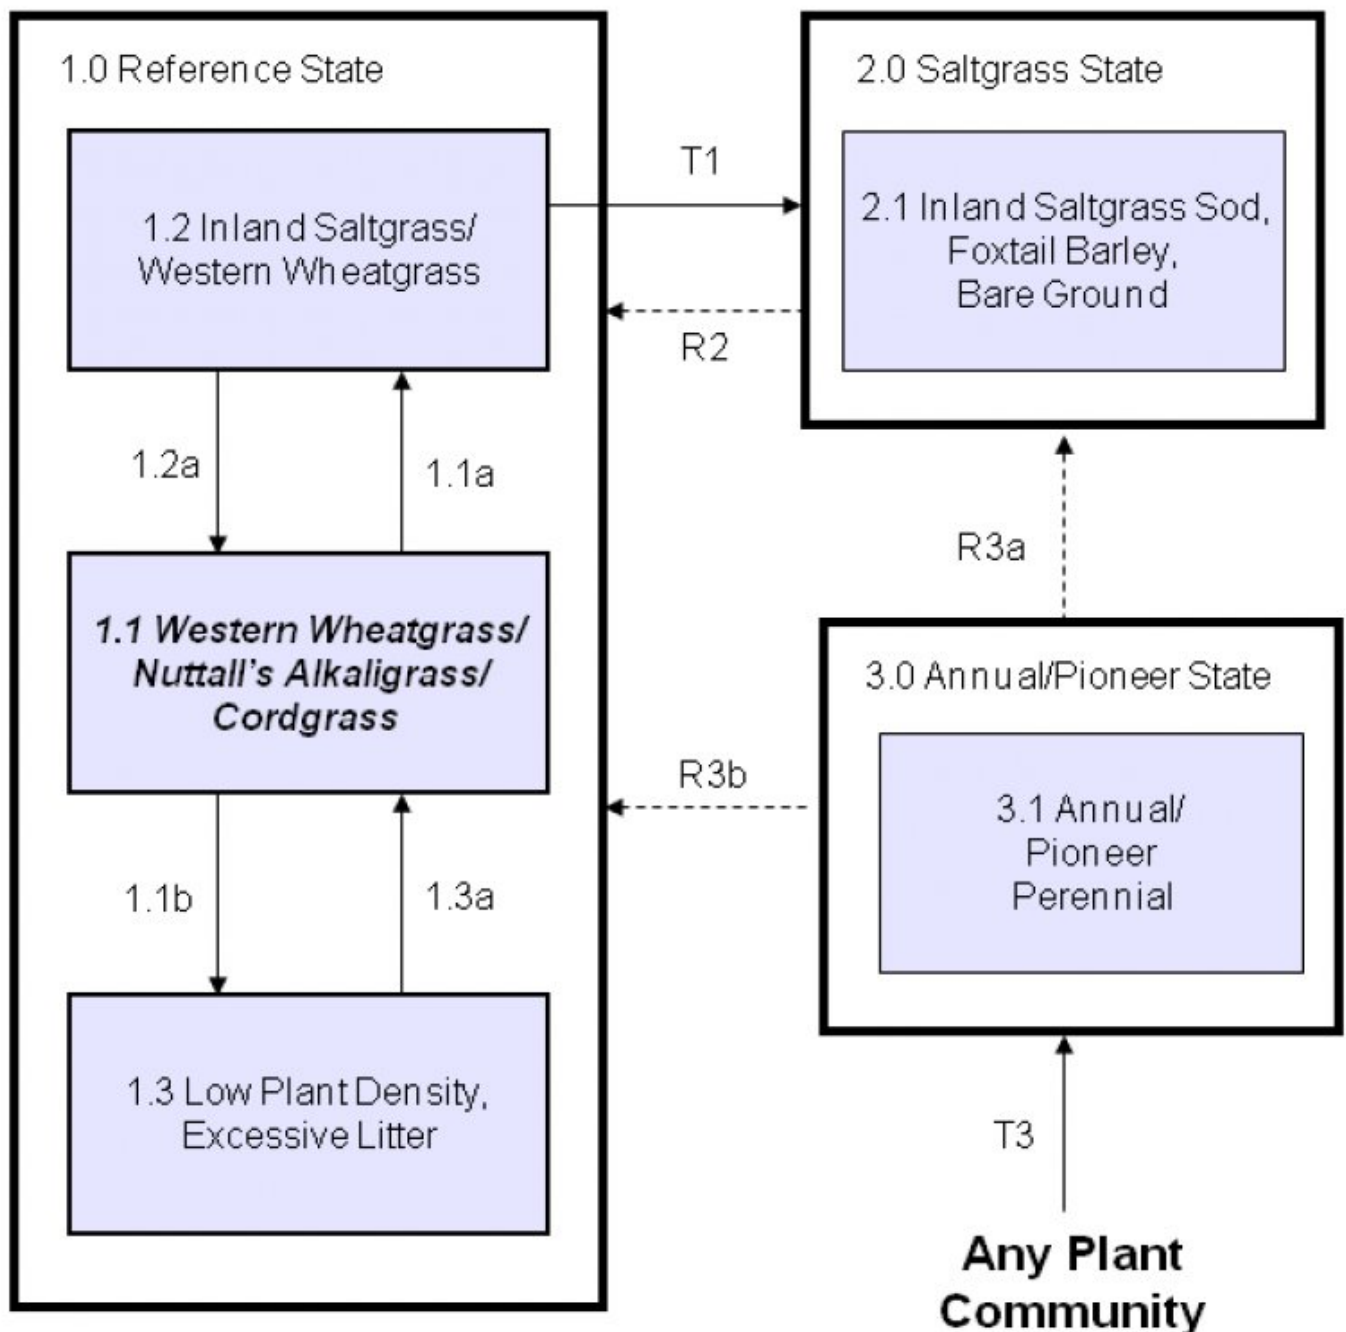 1.0 Reference State
1.2 Inland Saltgrass/
Western Wheatgrass
1.2a
1.1a
1.1 Western Wheatgrass/
Nuttall's Alkaligrass/
Cordgrass
1.1b
1.3a
1.3 Low Plant Density,
Excessive Litter
T1
R2
R3b
2.0 Saltgrass State
2.1 Inland Saltgrass Sod,
Foxtail Barley,
Bare Ground
R3a
3.0 Annual/Pioneer State
3.1 Annual/
Pioneer
Perennial
T3
Any Plant
Community